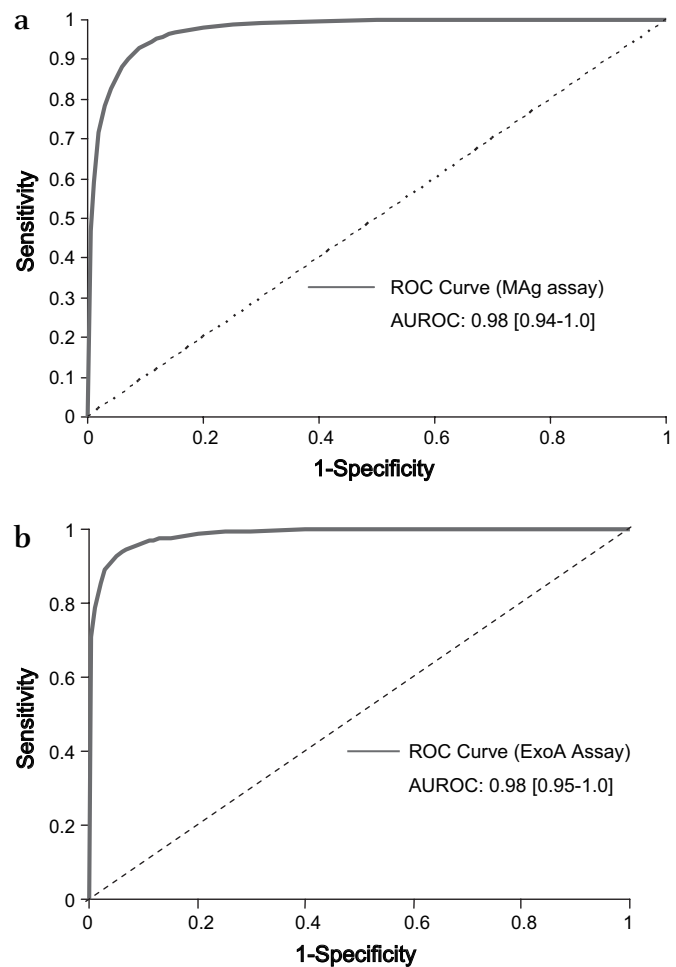 a
1
0.9
0.8
0.7
0.6
0.5
0.4
0.3
0.2
0.1
0
Sensitivity
ROC Curve (MAg assay)
AUROC: 0.98 [0.94-1.0]
0 0.2 0.4 0.6 0.8 1
1-Specificity
b
1
0.8
0.6
0.4
0.2
0
Sensitivity
ROC Curve (ExoA Assay)
AUROC: 0.98 [0.95-1.0]
0 0.2 0.4 0.6 0.8 1
1-Specificity